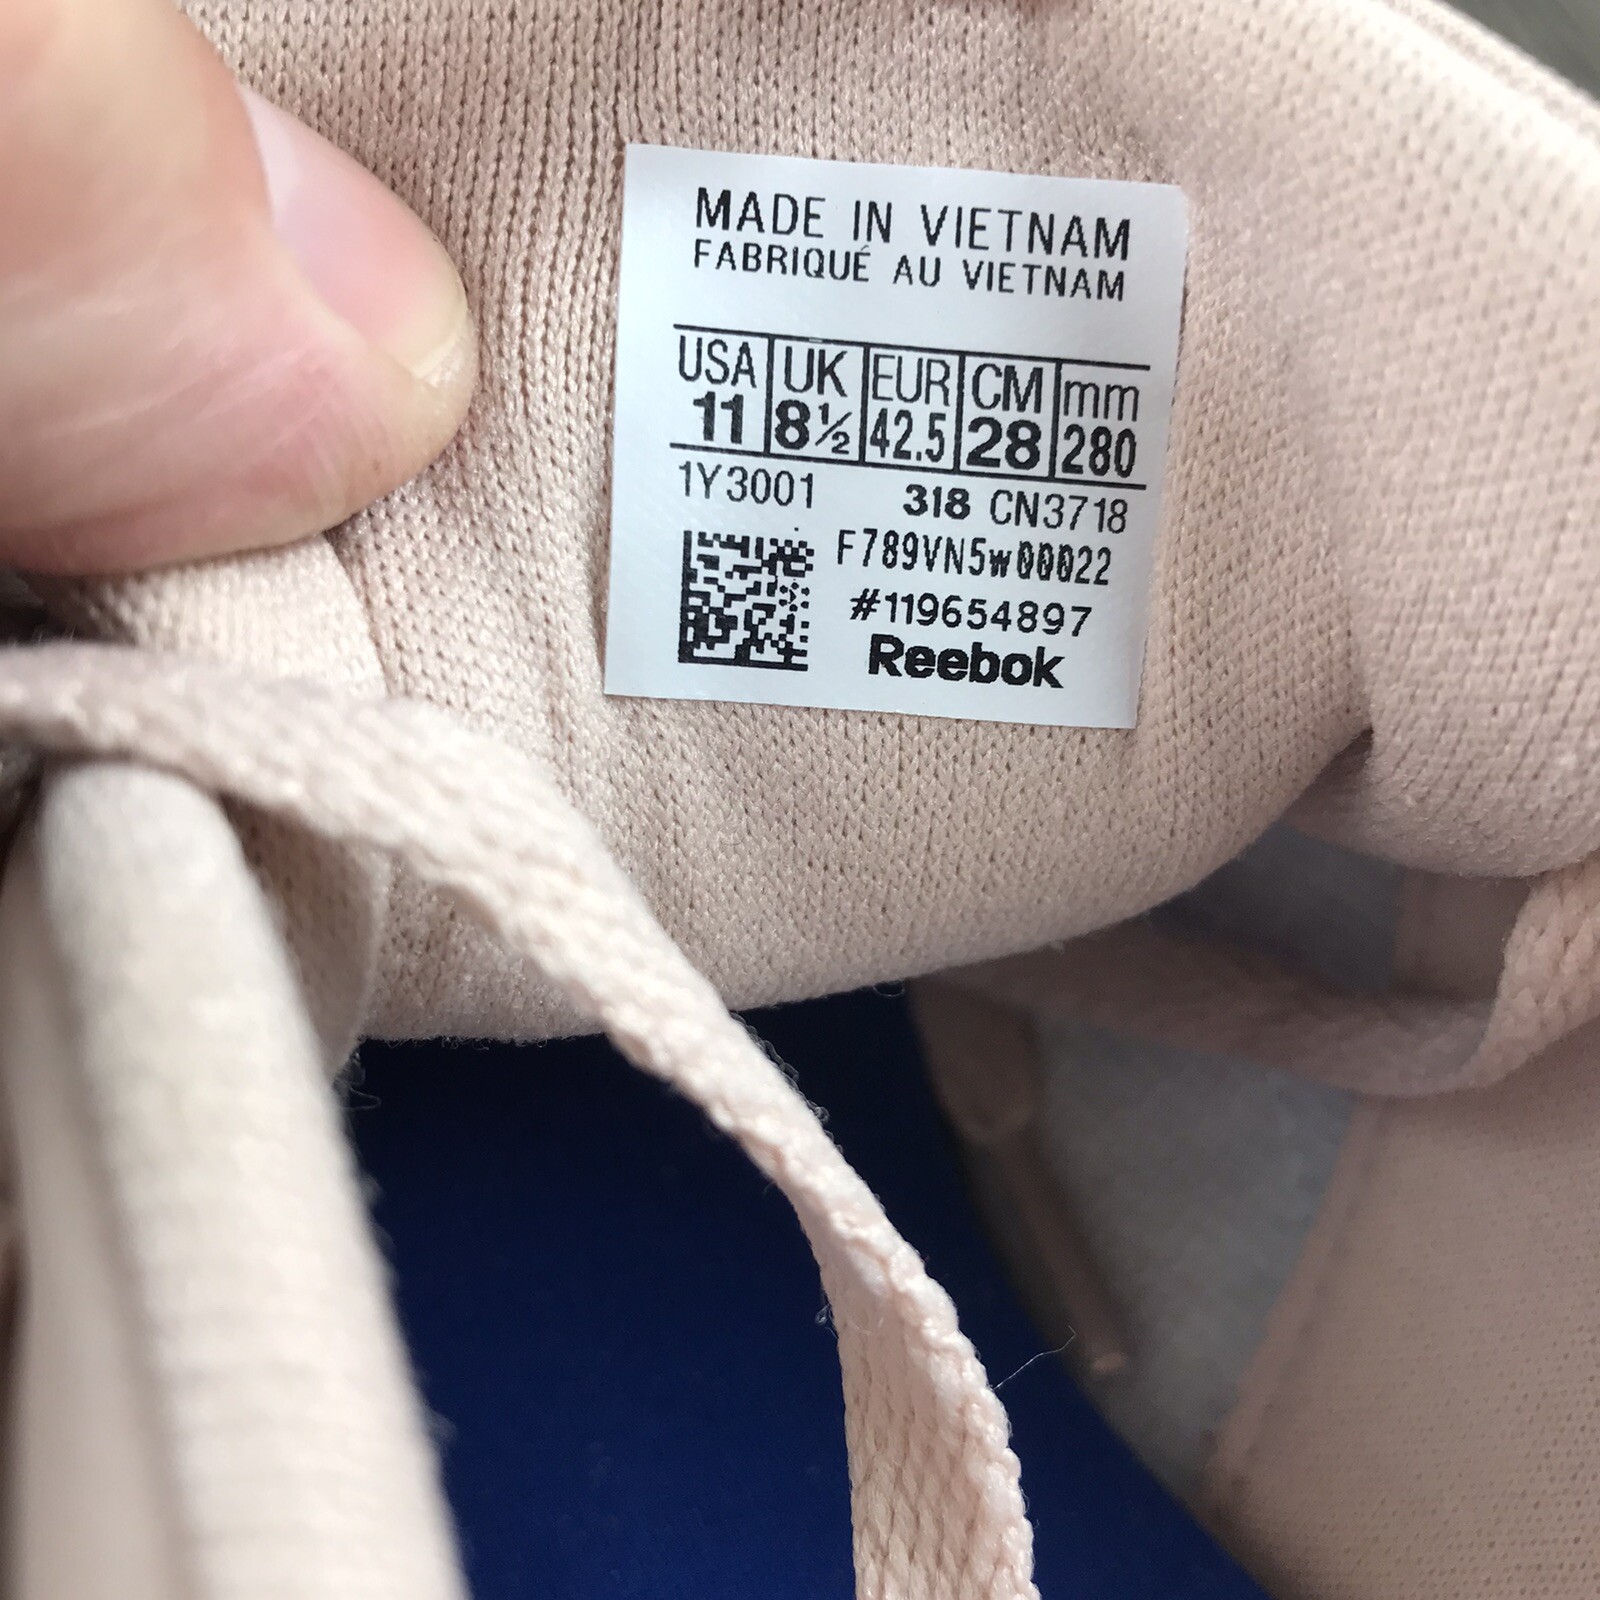 MADE IN VIETNAM
FABRIQUÉ AU VIETNAM
USA UK EUR CM mm
11 8½ 42.5 28 280
1Y3001 318 CN3718
F789VN5w00022
#119654897
Reebok